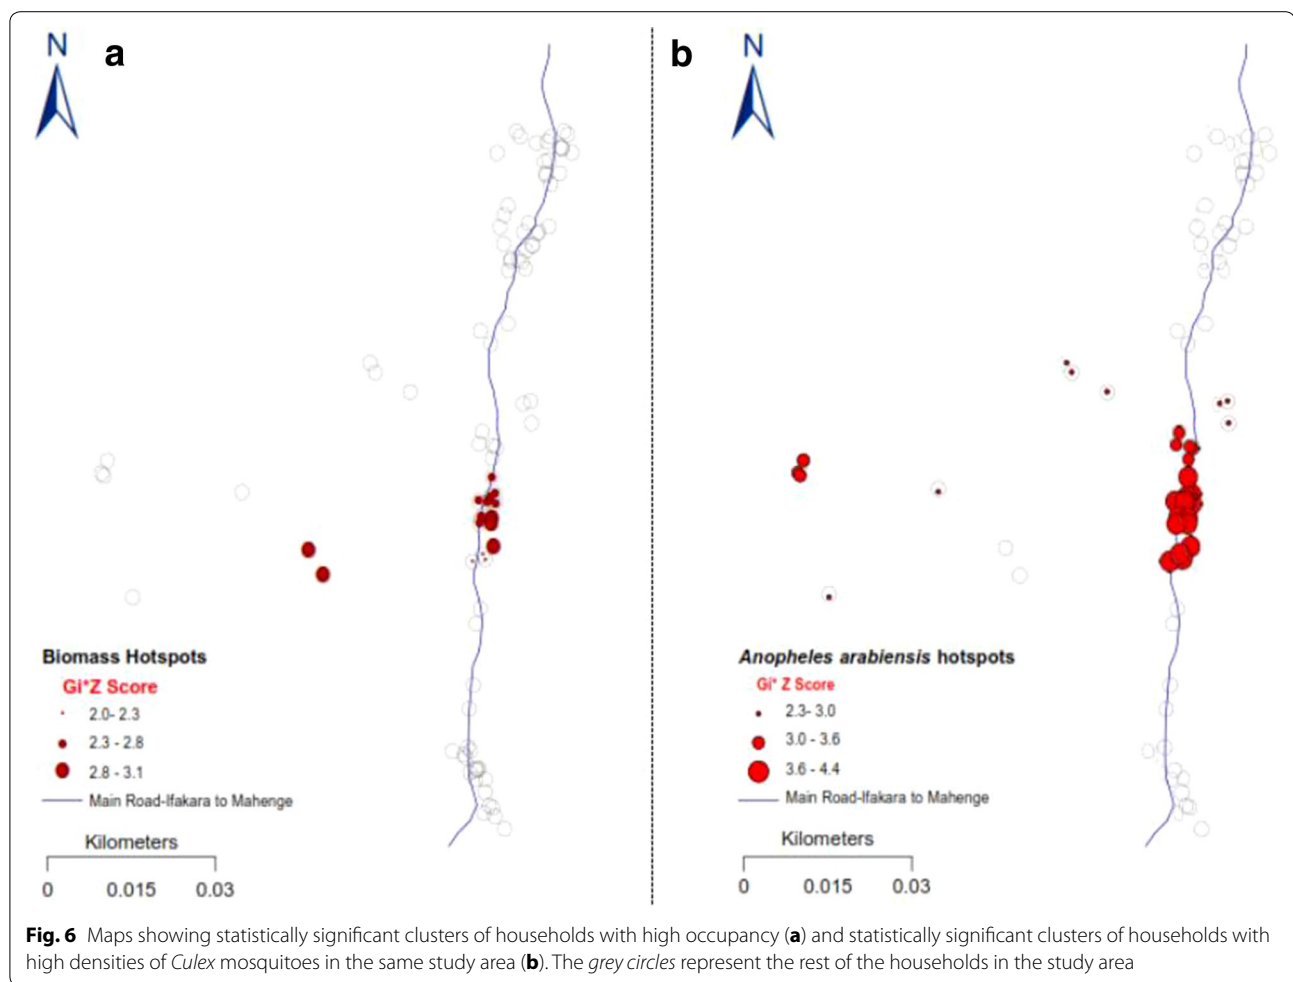 N
a
Biomass Hotspots
Gi*Z Score
2.0- 2.3
2.3 - 2.8
2.8 - 3.1
Main Road-Ifakara to Mahenge
Kilometers
0 0.015 0.03
N
b
Anopheles arabiensis hotspots
Gi* Z Score
2.3- 3.0
3.0 - 3.6
3.6 - 4.4
Main Road-Ifakara to Mahenge
Kilometers
0 0.015 0.03
Fig. 6 Maps showing statistically significant clusters of households with high occupancy (a) and statistically significant clusters of households with
high densities of Culex mosquitoes in the same study area (b). The grey circles represent the rest of the households in the study area